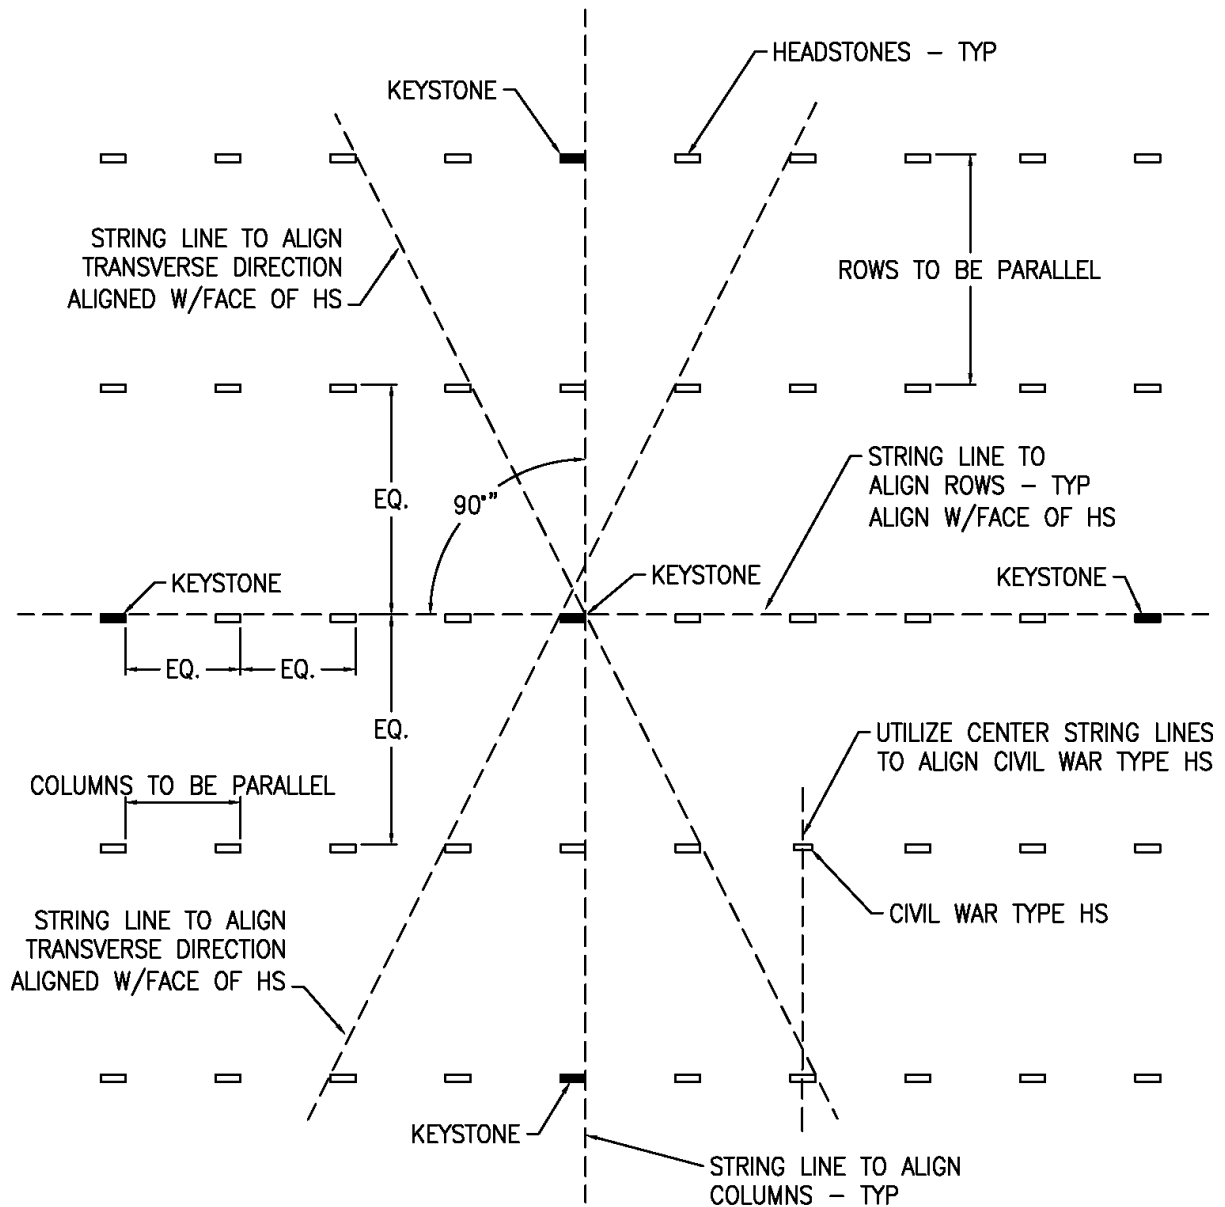 HEADSTONES - TYP
KEYSTONE
STRING LINE TO ALIGN
TRANSVERSE DIRECTION
ALIGNED W/FACE OF HS
ROWS TO BE PARALLEL
STRING LINE TO
ALIGN ROWS - TYP
ALIGN W/FACE OF HS
EQ.
90°"
KEYSTONE
KEYSTONE
KEYSTONE
EQ.
EQ.
EQ.
UTILIZE CENTER STRING LINES
TO ALIGN CIVIL WAR TYPE HS
COLUMNS TO BE PARALLEL
CIVIL WAR TYPE HS
STRING LINE TO ALIGN
TRANSVERSE DIRECTION
ALIGNED W/FACE OF HS
KEYSTONE
STRING LINE TO ALIGN
COLUMNS - TYP